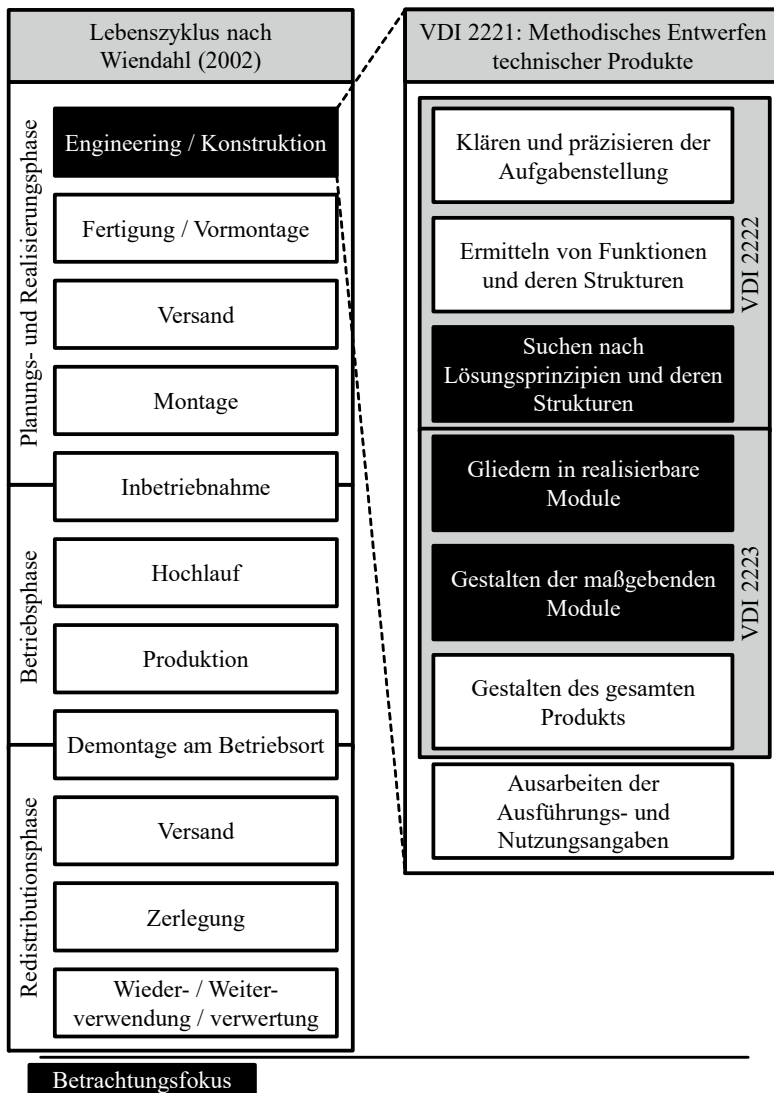 Lebenszyklus nach
Wiendahl (2002)
Planungs- und Realisierungsphase
Engineering / Konstruktion
Fertigung / Vormontage
Versand
Montage
Inbetriebnahme
Betriebsphase
Hochlauf
Produktion
Demontage am Betriebsort
Redistributionsphase
Versand
Zerlegung
Wieder- / Weiter-
verwendung / verwertung
VDI 2221: Methodisches Entwerfen
technischer Produkte
Klären und präzisieren der
Aufgabenstellung
Ermitteln von Funktionen
und deren Strukturen
Suchen nach
Lösungsprinzipien und deren
Strukturen
VDI 2222
Gliedern in realisierbare
Module
Gestalten der maßgebenden
Module
Gestalten des gesamten
Produkts
VDI 2223
Ausarbeiten der
Ausführungs- und
Nutzungsangaben
Betrachtungsfokus